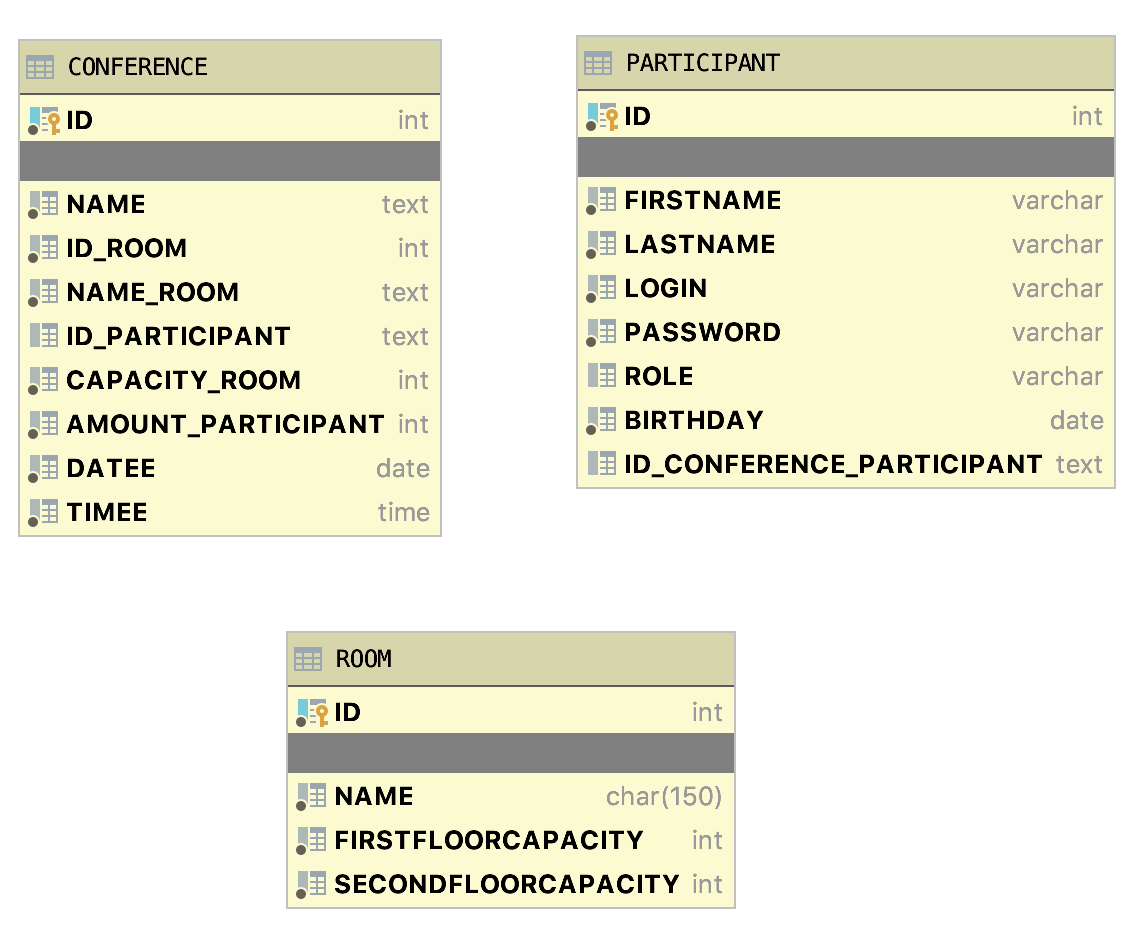 CONFERENCE
ID int
NAME text
ID_ROOM int
NAME_ROOM text
ID_PARTICIPANT text
CAPACITY_ROOM int
AMOUNT_PARTICIPANT int
DATEE date
TIMEE time
PARTICIPANT
ID int
FIRSTNAME varchar
LASTNAME varchar
LOGIN varchar
PASSWORD varchar
ROLE varchar
BIRTHDAY date
ID_CONFERENCE_PARTICIPANT text
ROOM
ID int
NAME char(150)
FIRSTFLOORCAPACITY int
SECONDFLOORCAPACITY int